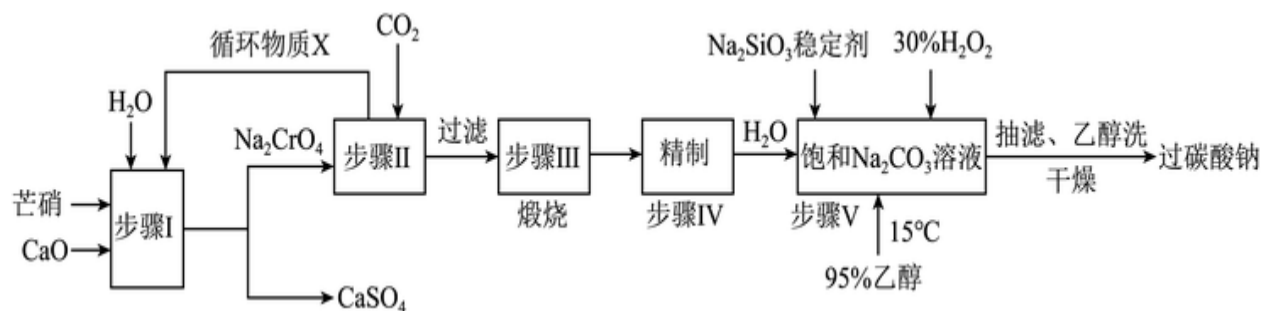 循环物质X
CO₂
Na₂SiO₃稳定剂
30%H₂O₂
H₂O
Na₂CrO₄
步骤II
过滤
步骤III
精制
H₂O
饱和Na₂CO₃溶液
抽滤、乙醇洗
干燥
过碳酸钠
芒硝
CaO
步骤I
煅烧
步骤IV
步骤V
15℃
95%乙醇
CaSO₄